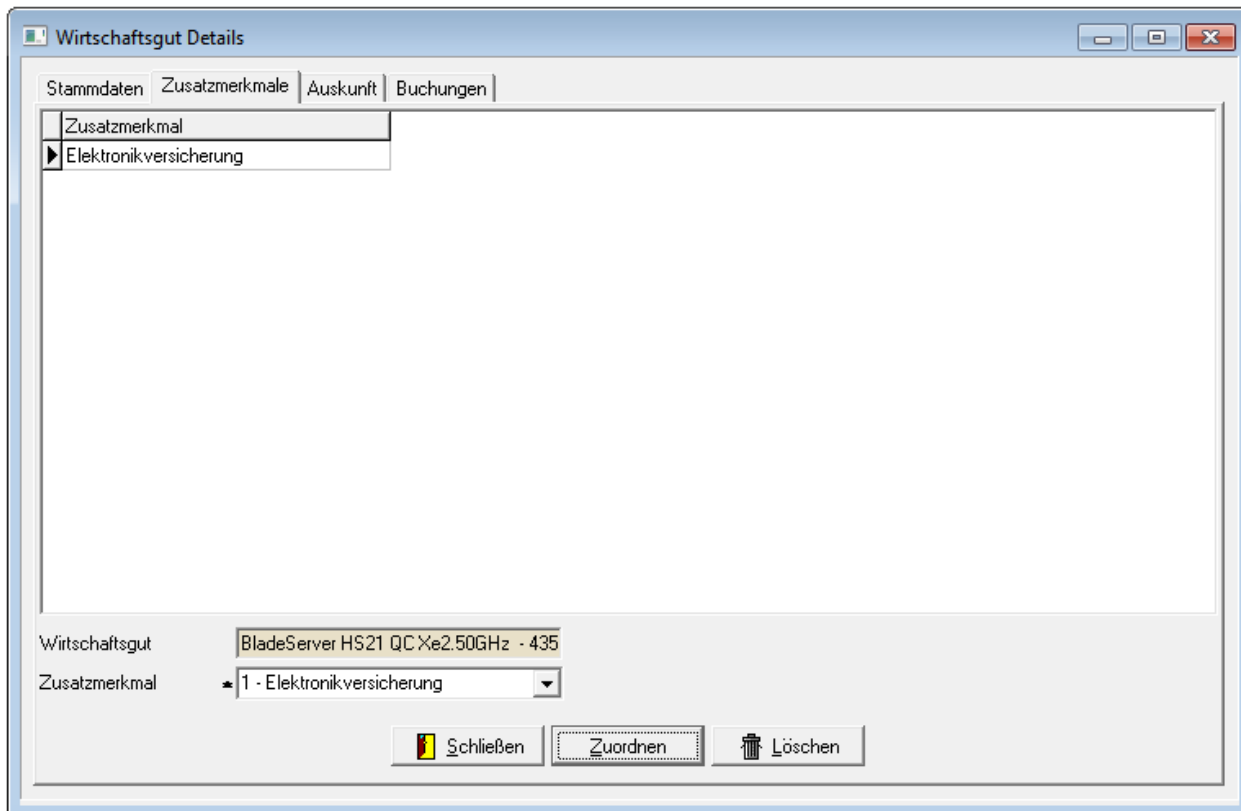 Wirtschaftsgut Details
Stammdaten Zusatzmerkmale Auskunft Buchungen
Zusatzmerkmal
Elektronikversicherung
Wirtschaftsgut BladeServer HS21 QC Xe2.50GHz - 435
Zusatzmerkmal * 1 - Elektronikversicherung
Schließen Zuordnen Löschen